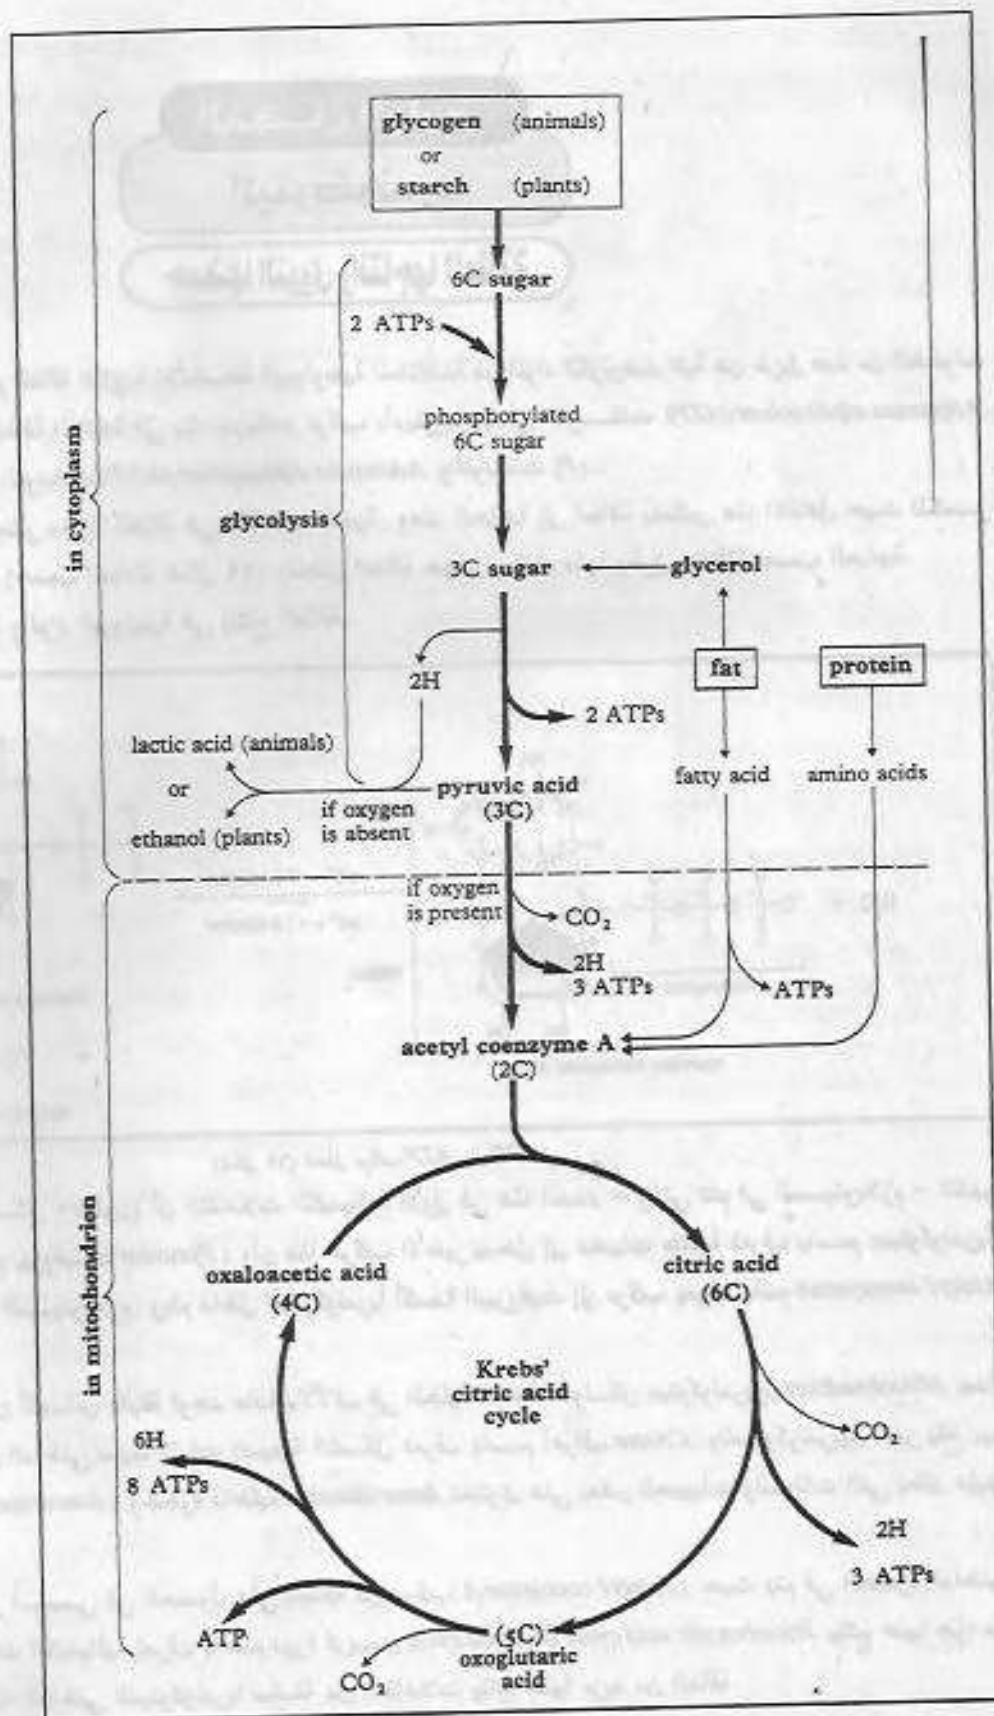 glycogen (animals)
or
starch (plants)
6C sugar
2 ATPs
phosphorylated
6C sugar
in cytoplasm
glycolysis
3C sugar
glycerol
2H
fat
protein
2 ATPs
lactic acid (animals)
or
ethanol (plants)
if oxygen
is absent
pyruvic acid
(3C)
fatty acid
amino acids
if oxygen
is present
CO₂
2H
3 ATPs
ATPs
acetyl coenzyme A
(2C)
in mitochondrion
oxaloacetic acid
(4C)
citric acid
(6C)
Krebs'
citric acid
cycle
6H
8 ATPs
CO₂
2H
3 ATPs
ATP
CO₂
(5C)
oxoglutaric
acid